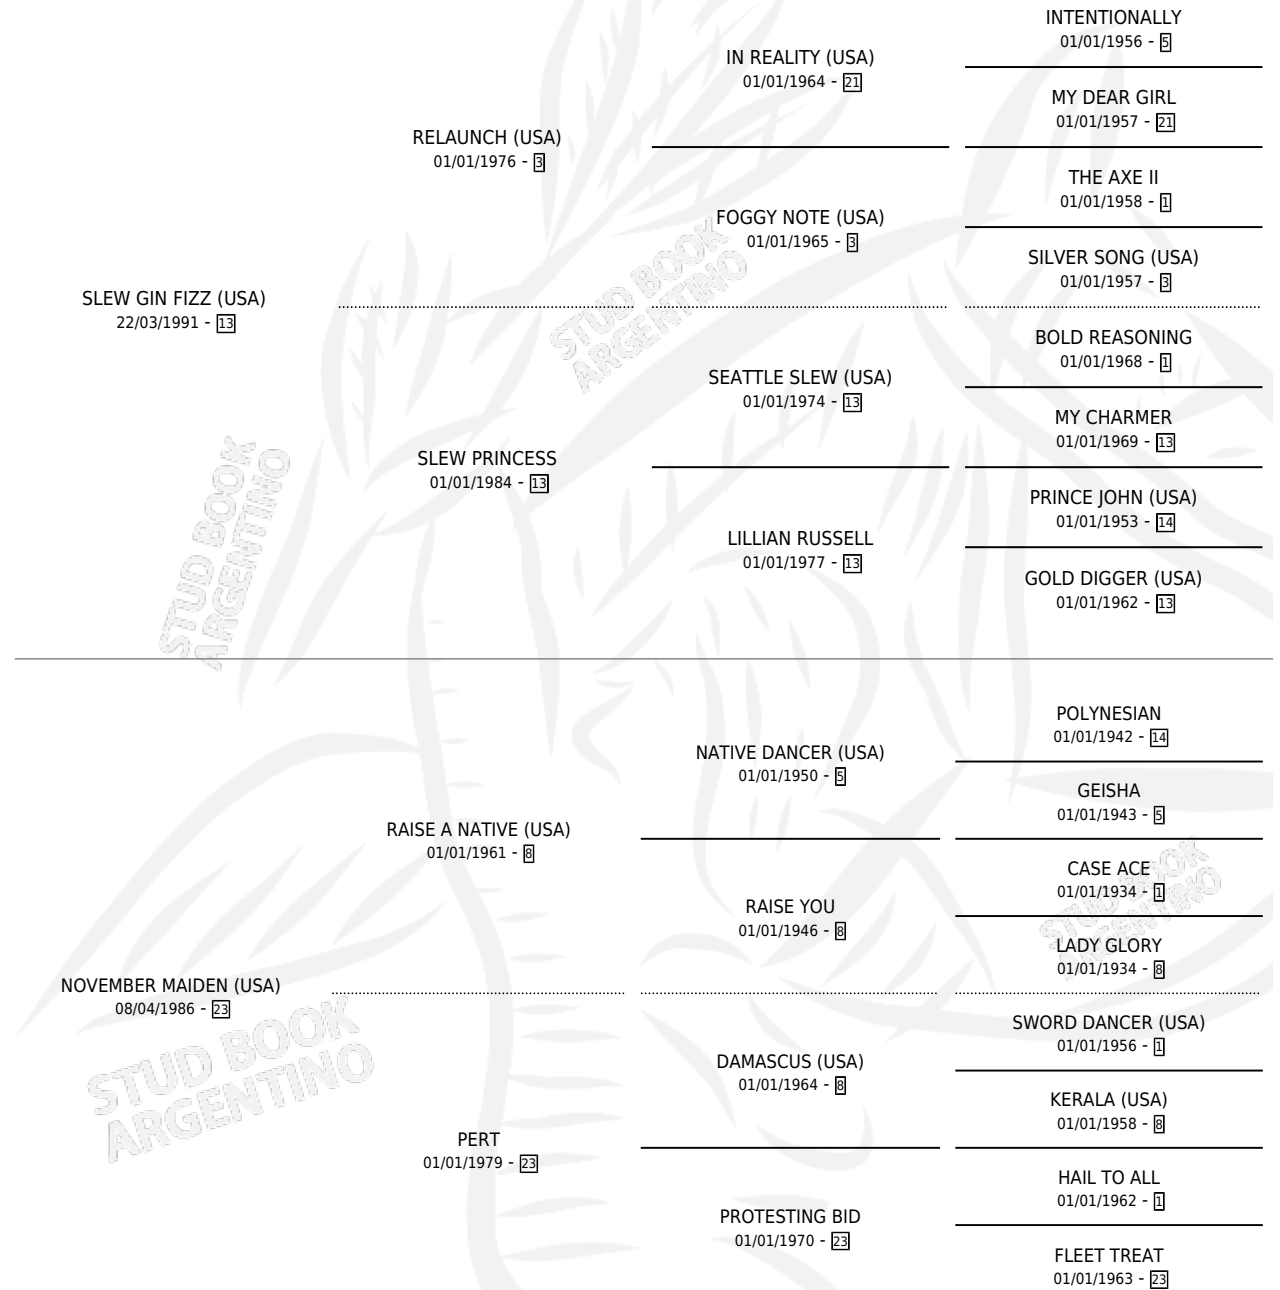 INTENTIONALLY
01/01/1956 - 5
IN REALITY (USA)
01/01/1964 - 21
MY DEAR GIRL
01/01/1957 - 21
RELAUNCH (USA)
01/01/1976 - 3
THE AXE II
01/01/1958 - 1
FOGGY NOTE (USA)
01/01/1965 - 3
SILVER SONG (USA)
01/01/1957 - 3
SLEW GIN FIZZ (USA)
22/03/1991 - 13
STUD BOOK
ARGENTINO
BOLD REASONING
01/01/1968 - 1
SEATTLE SLEW (USA)
01/01/1974 - 13
MY CHARMER
01/01/1969 - 13
SLEW PRINCESS
01/01/1984 - 13
PRINCE JOHN (USA)
01/01/1953 - 14
LILLIAN RUSSELL
01/01/1977 - 13
GOLD DIGGER (USA)
01/01/1962 - 13
STUD BOOK
ARGENTINO
POLYNESIAN
01/01/1942 - 14
NATIVE DANCER (USA)
01/01/1950 - 5
GEISHA
01/01/1943 - 5
RAISE A NATIVE (USA)
01/01/1961 - 8
CASE ACE
01/01/1934 - 1
RAISE YOU
01/01/1946 - 8
LADY GLORY
01/01/1934 - 8
STUD BOOK
ARGENTINO
NOVEMBER MAIDEN (USA)
08/04/1986 - 23
SWORD DANCER (USA)
01/01/1956 - 1
DAMASCUS (USA)
01/01/1964 - 8
KERALA (USA)
01/01/1958 - 8
STUD BOOK
ARGENTINO
PERT
01/01/1979 - 23
HAIL TO ALL
01/01/1962 - 1
PROTESTING BID
01/01/1970 - 23
FLEET TREAT
01/01/1963 - 23